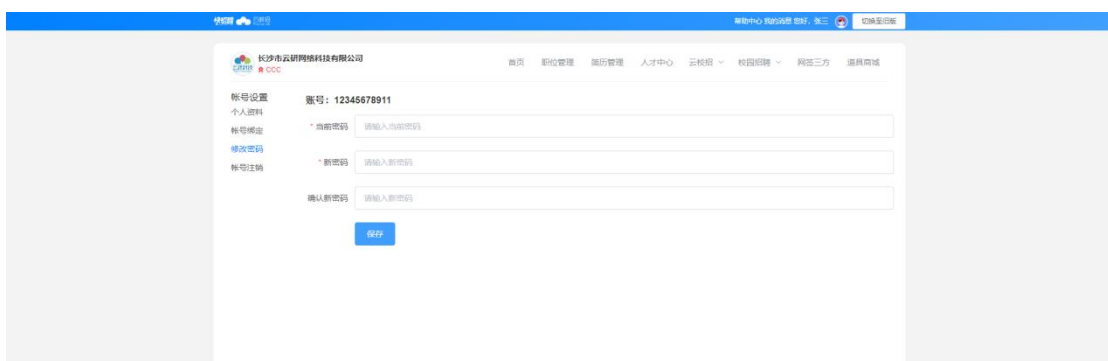 快招聘 云校招 帮助中心 我的消息 您好，张三 切换至旧版
长沙市云研网络科技有限公司
CCC
首页 职位管理 简历管理 人才中心 云校招 校园招聘 网签三方 道具商城
帐号设置
账号：12345678911
个人资料
帐号绑定
* 当前密码 请输入当前密码
修改密码
* 新密码 请输入新密码
帐号注销
确认新密码 请输入新密码
保存